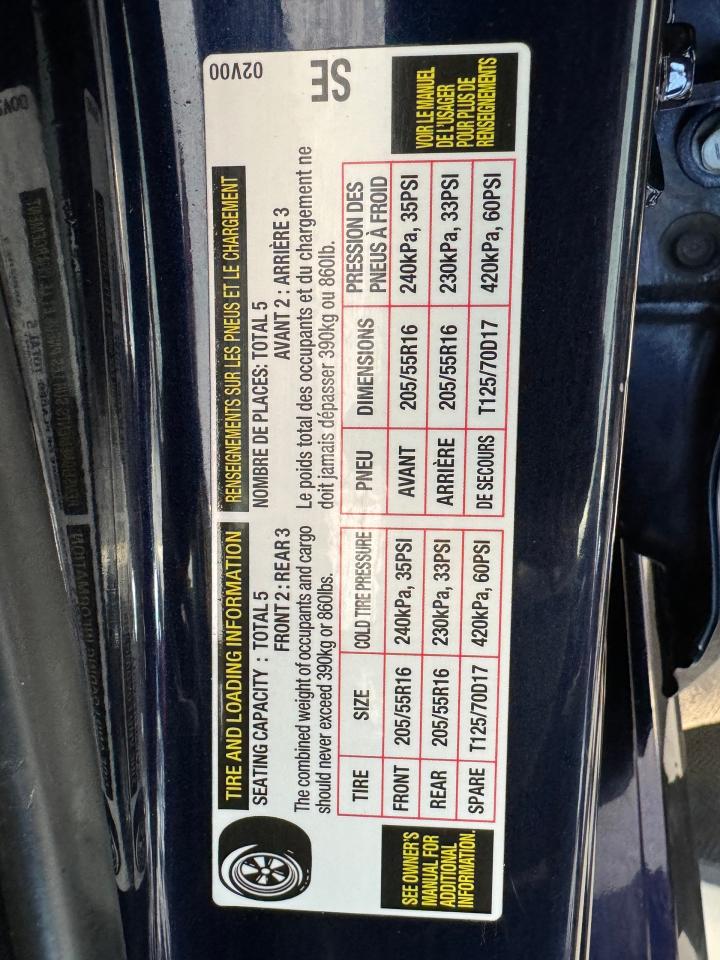 TIRE AND LOADING INFORMATION
SEATING CAPACITY : TOTAL 5
FRONT 2 : REAR 3
The combined weight of occupants and cargo
should never exceed 390kg or 860lbs.
TIRE SIZE COLD TIRE PRESSURE
FRONT 205/55R16 240kPa, 35PSI
REAR 205/55R16 230kPa, 33PSI
SPARE T125/70D17 420kPa, 60PSI
SEE OWNER'S
MANUAL FOR
ADDITIONAL
INFORMATION.
RENSEIGNEMENTS SUR LES PNEUS ET LE CHARGEMENT
NOMBRE DE PLACES: TOTAL 5
AVANT 2 : ARRIÈRE 3
Le poids total des occupants et du chargement ne
doit jamais dépasser 390kg ou 860lb.
PNEU DIMENSIONS PRESSION DES
PNEUS À FROID
AVANT 205/55R16 240kPa, 35PSI
ARRIÈRE 205/55R16 230kPa, 33PSI
DE SECOURS T125/70D17 420kPa, 60PSI
VOIR LE MANUEL
DE L'USAGER
POUR PLUS DE
RENSEIGNEMENTS
02V00
SE